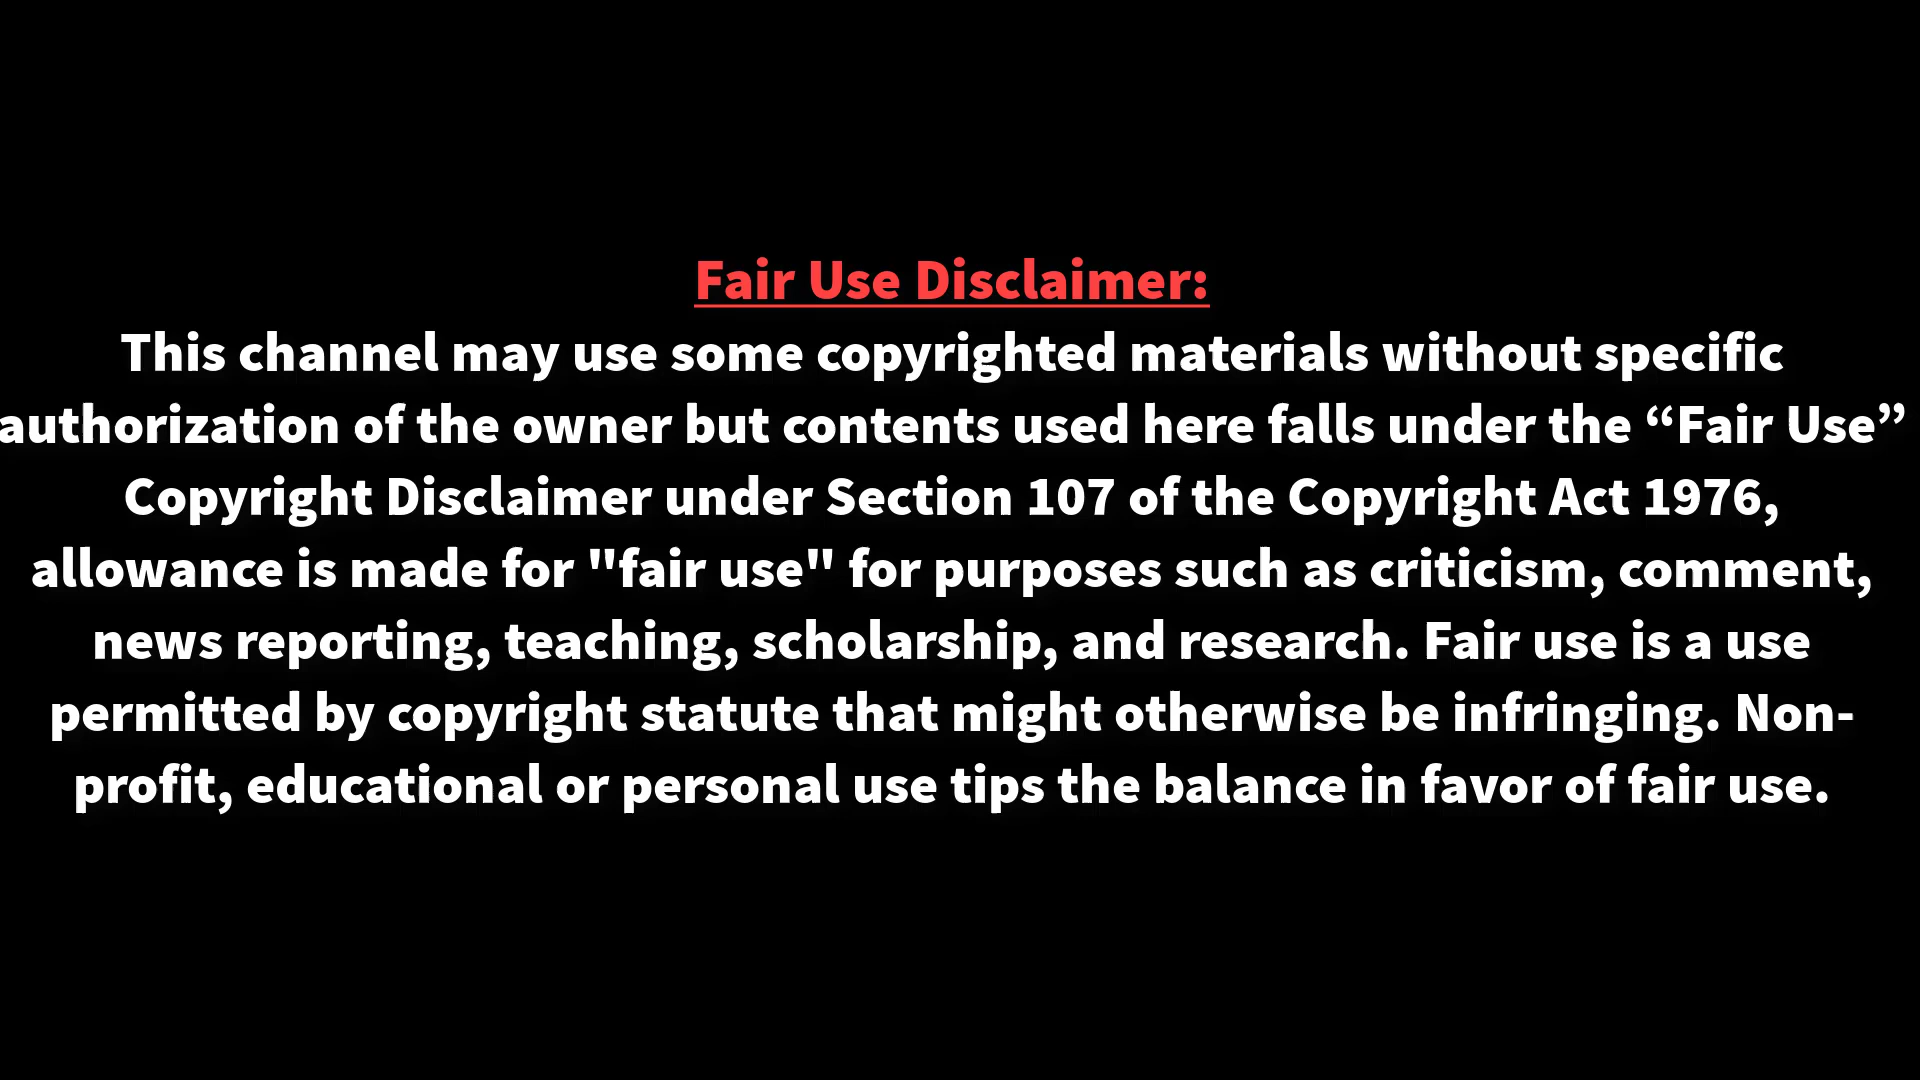 Fair Use Disclaimer:
This channel may use some copyrighted materials without specific
authorization of the owner but contents used here falls under the “Fair Use”
Copyright Disclaimer under Section 107 of the Copyright Act 1976,
allowance is made for "fair use" for purposes such as criticism, comment,
news reporting, teaching, scholarship, and research. Fair use is a use
permitted by copyright statute that might otherwise be infringing. Non-
profit, educational or personal use tips the balance in favor of fair use.